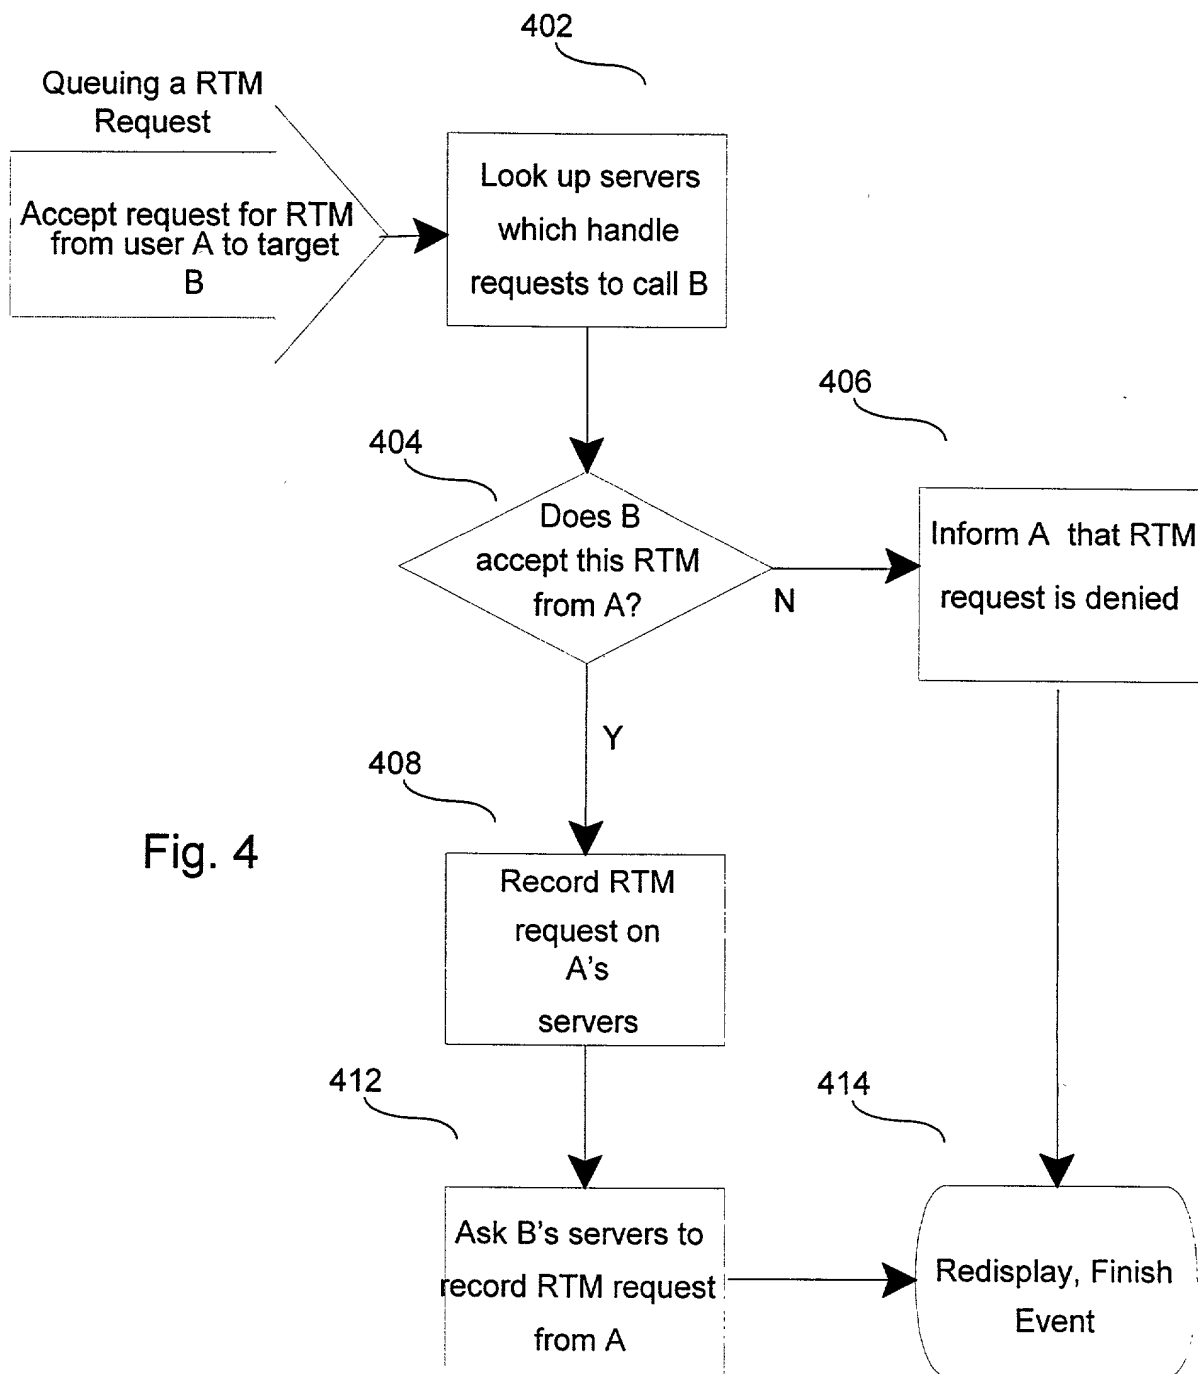 402
Queuing a RTM
Request
Accept request for RTM
from user A to target
B
Look up servers
which handle
requests to call B
406
404
Does B
accept this RTM
from A?
N
Inform A that RTM
request is denied
Y
408
Fig. 4
Record RTM
request on
A's
servers
412
414
Ask B's servers to
record RTM request
from A
Redisplay, Finish
Event